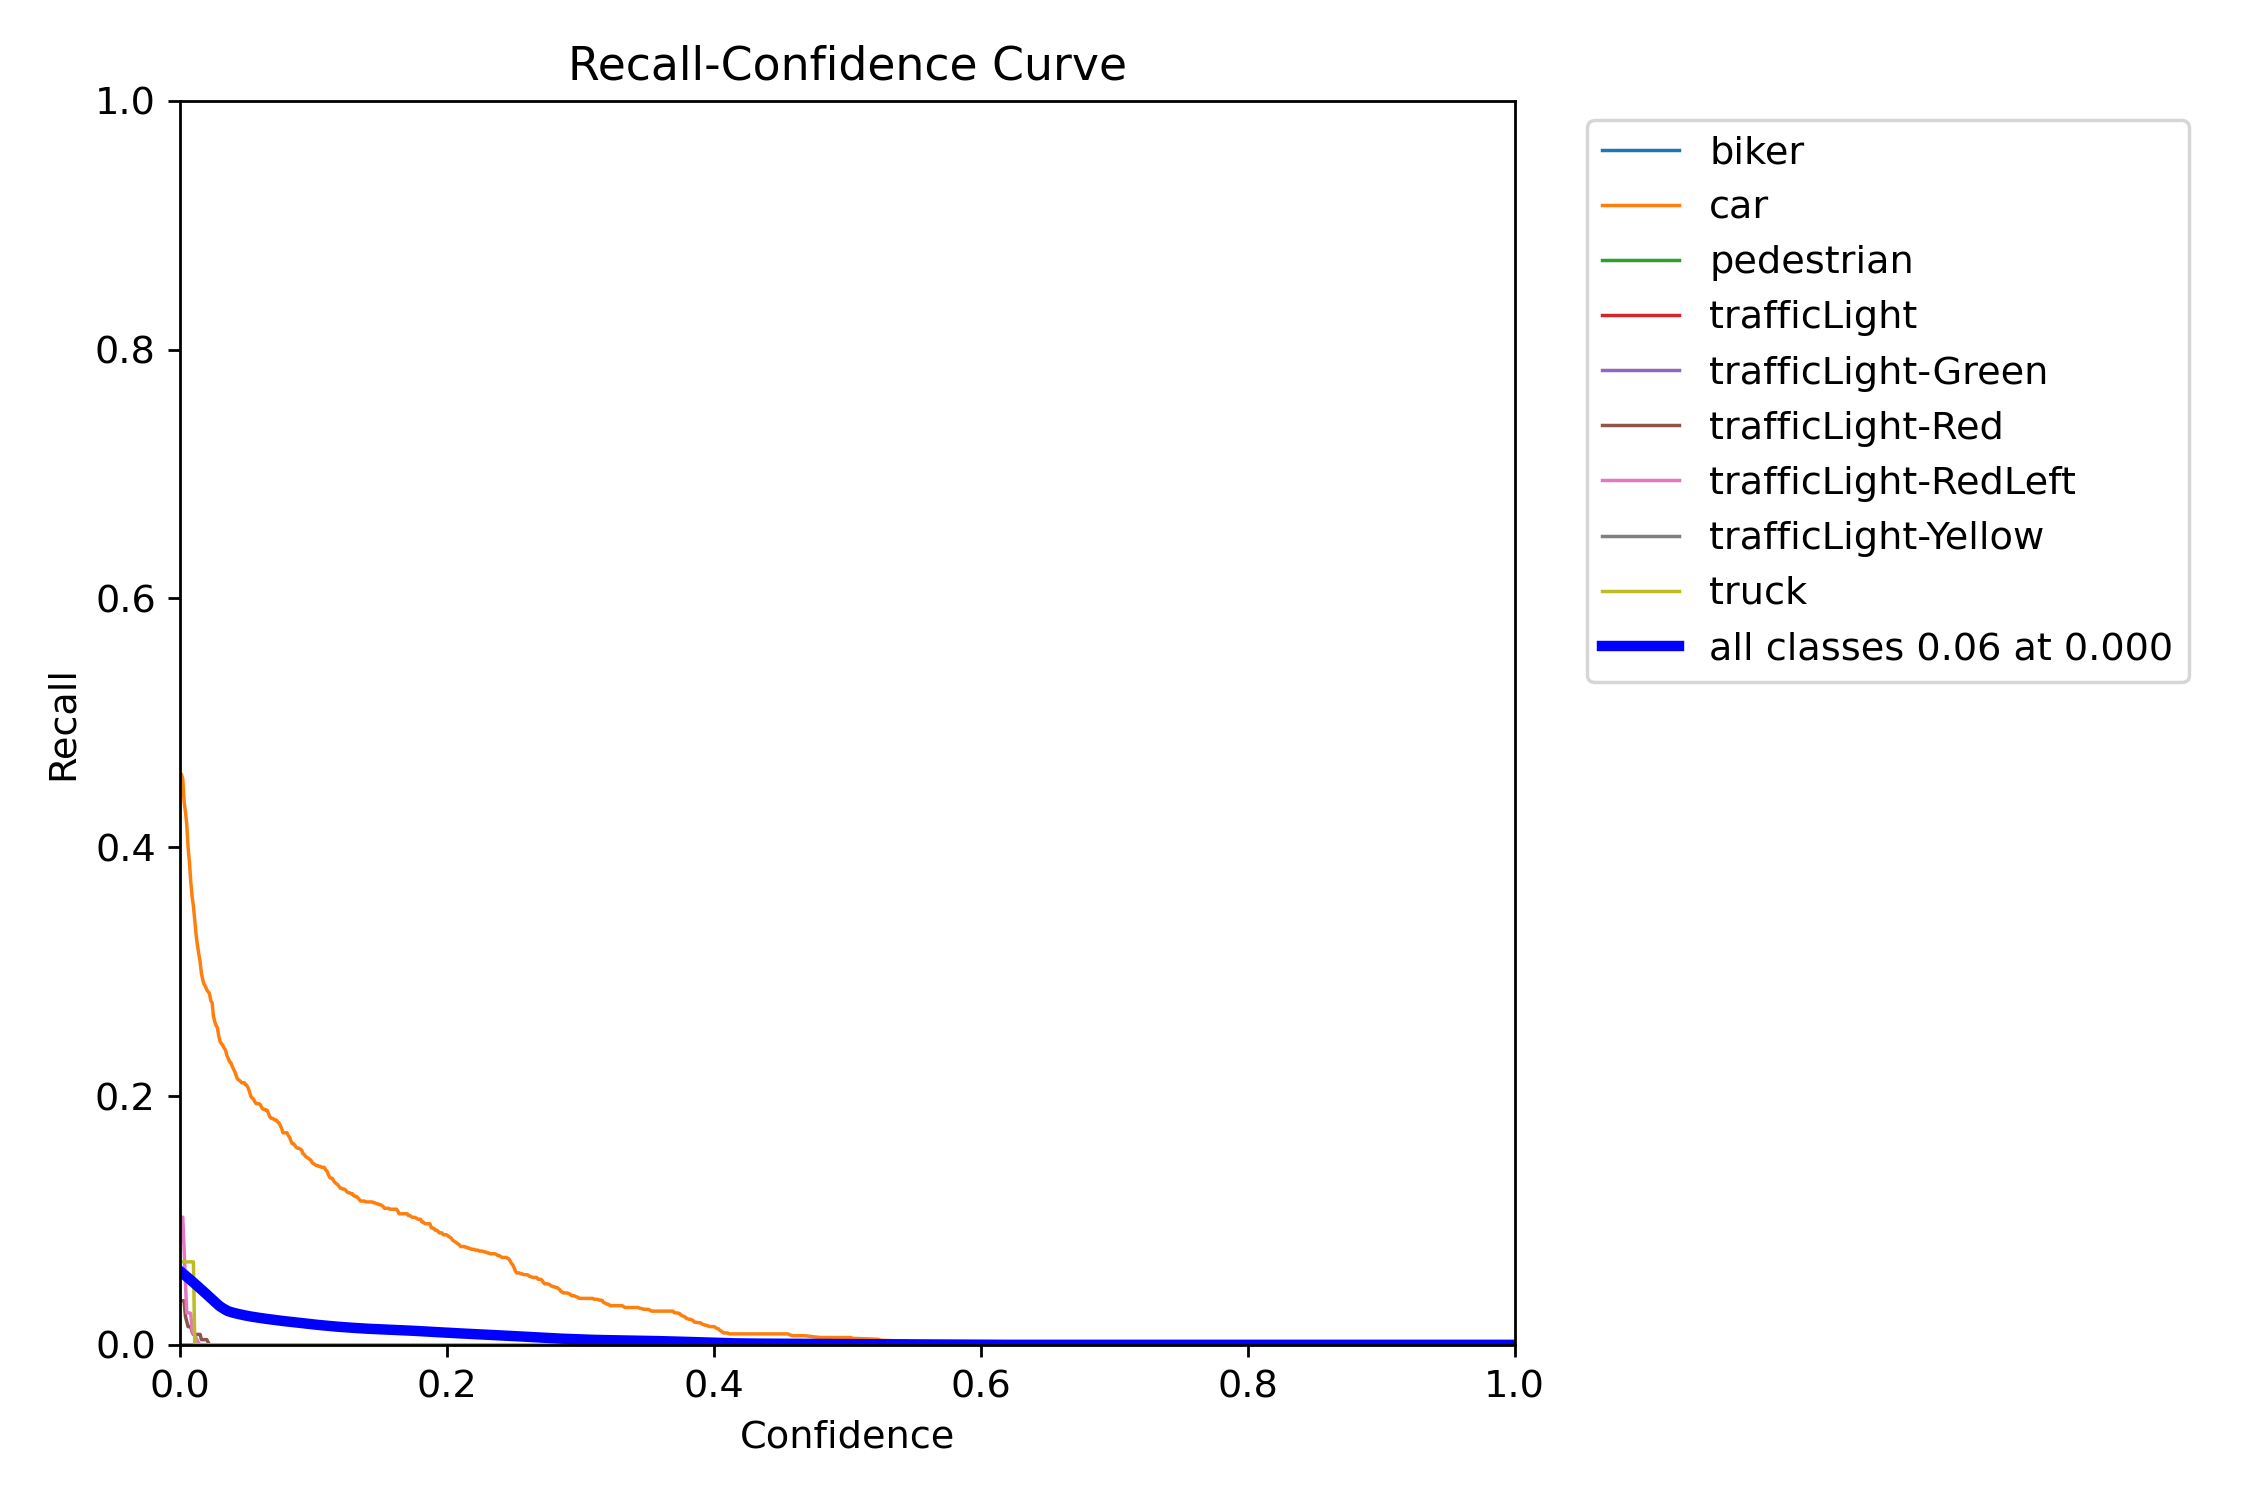 Recall-Confidence Curve
1.0
0.8
0.6
0.4
0.2
0.0
Recall
0.0 0.2 0.4 0.6 0.8 1.0
Confidence
biker
car
pedestrian
trafficLight
trafficLight-Green
trafficLight-Red
trafficLight-RedLeft
trafficLight-Yellow
truck
all classes 0.06 at 0.000